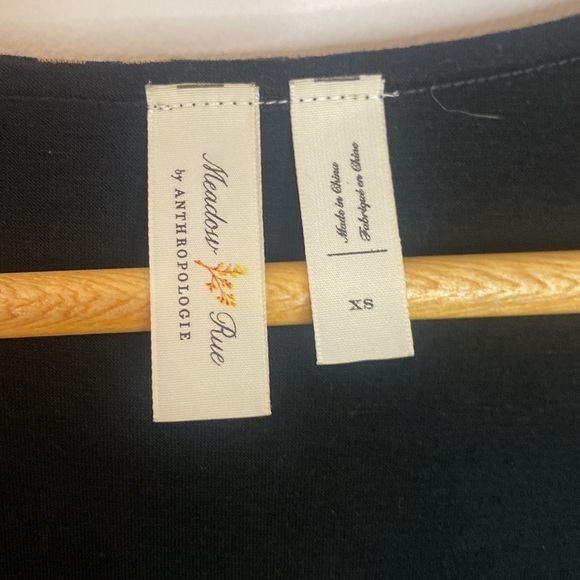 Meadow Rue
by ANTHROPOLOGIE
Made in China
Fabriqué en Chine
XS